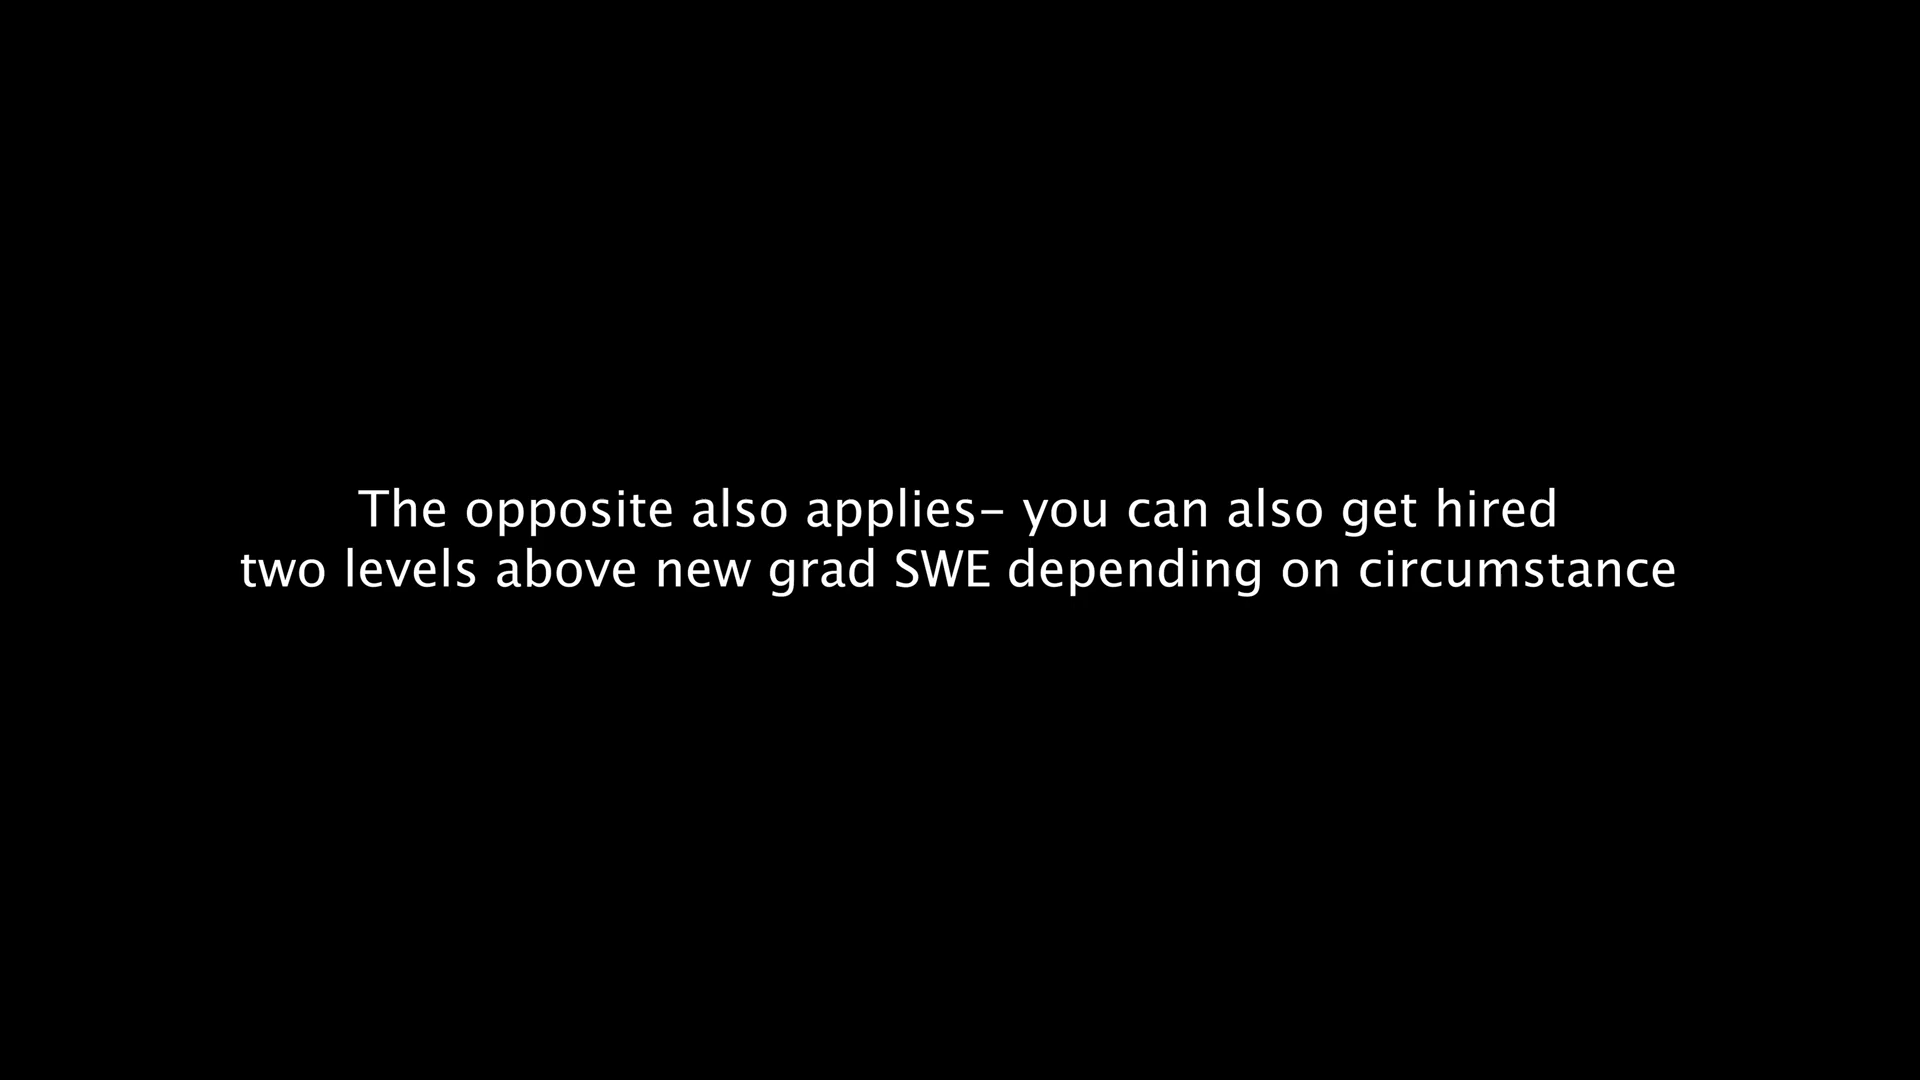 The opposite also applies- you can also get hired
two levels above new grad SWE depending on circumstance